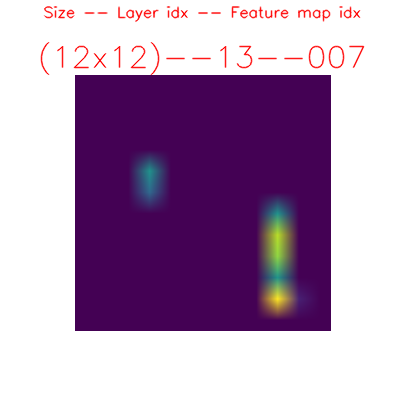 Size -- Layer idx -- Feature map idx
(12x12)--13--007